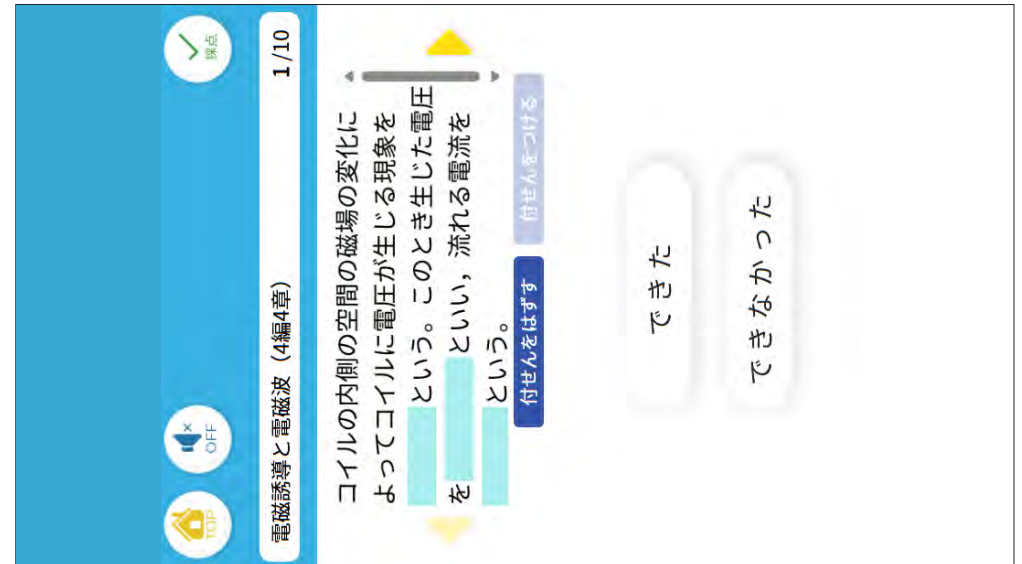 TOP
OFF
採点
電磁誘導と電磁波（4編4章） 1/10
コイルの内側の空間の磁場の変化に
よってコイルに電圧が生じる現象を
という。このとき生じた電圧
を といい，流れる電流を
という。
付せんをはずす 付せんをつける
できた
できなかった